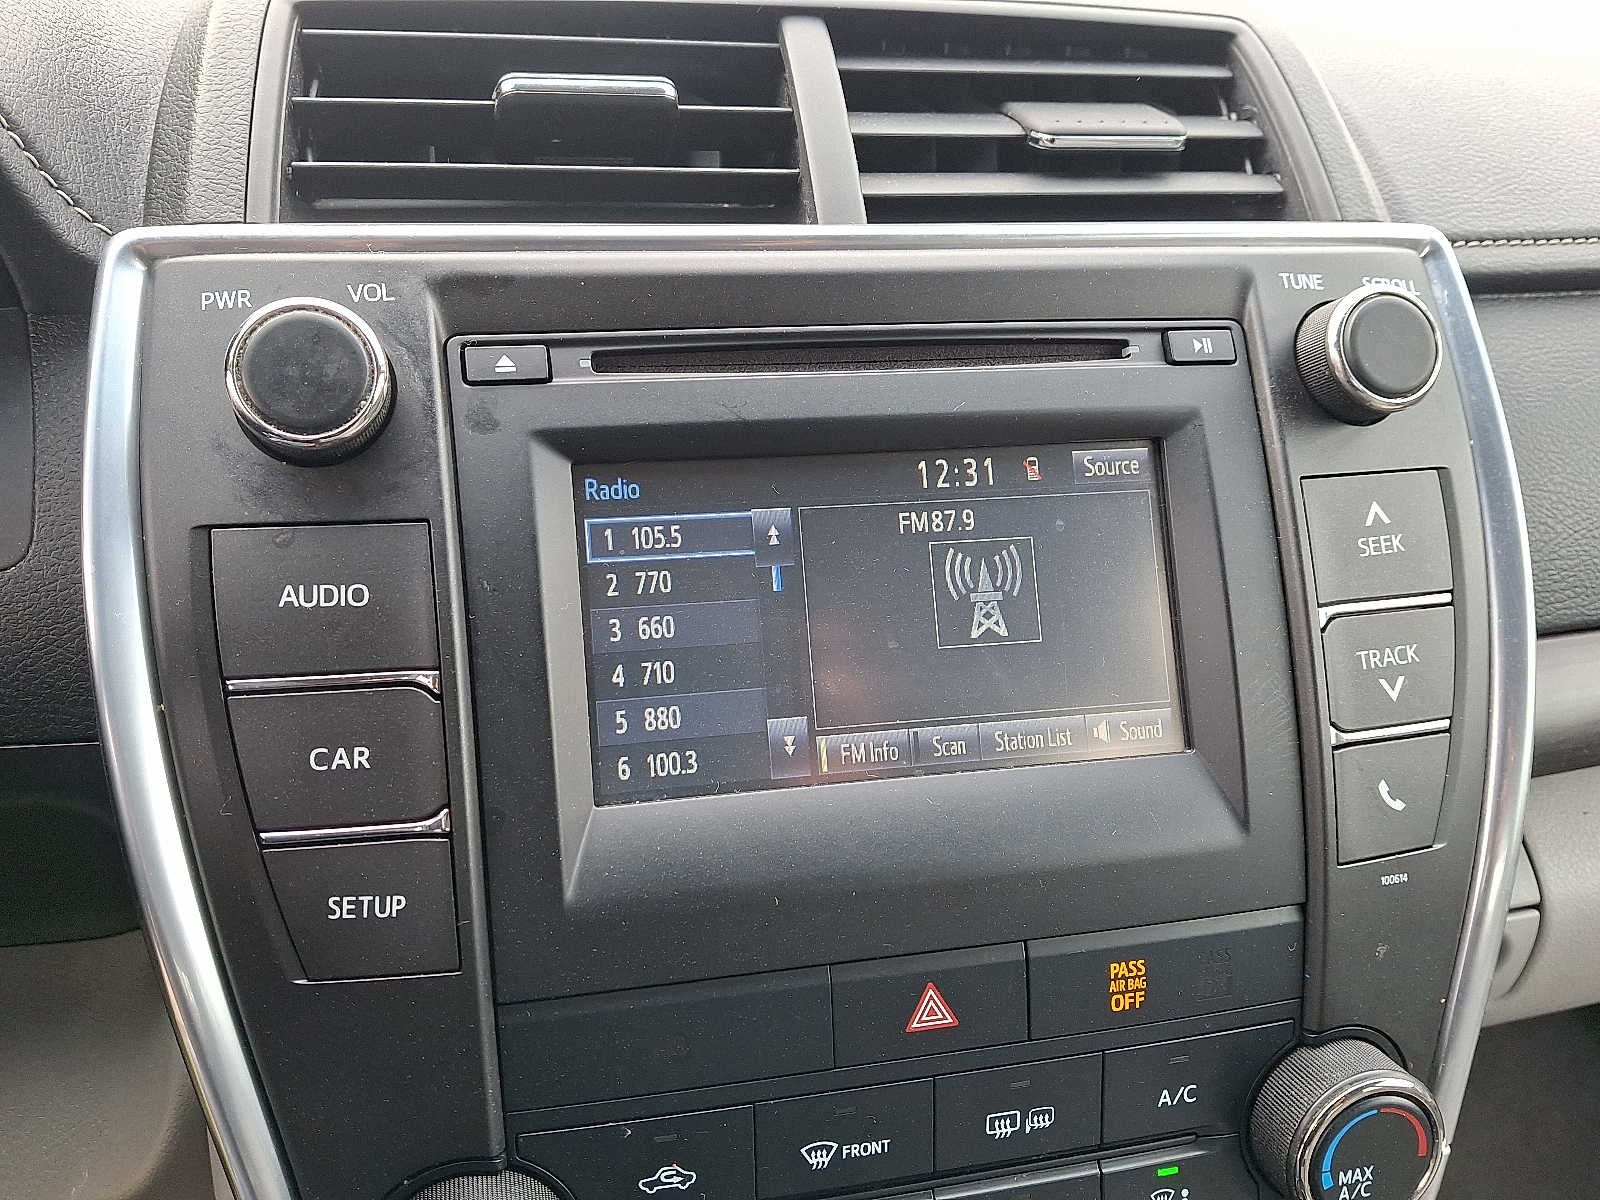 PWR VOL
TUNE SCROLL
Radio
12:31
Source
1 105.5
2 770
3 660
4 710
5 880
6 100.3
FM 87.9
FM Info
Scan
Station List
Sound
AUDIO
CAR
SETUP
SEEK
TRACK
100614
PASS
AIR BAG
OFF
A/C
FRONT
MAX
A/C